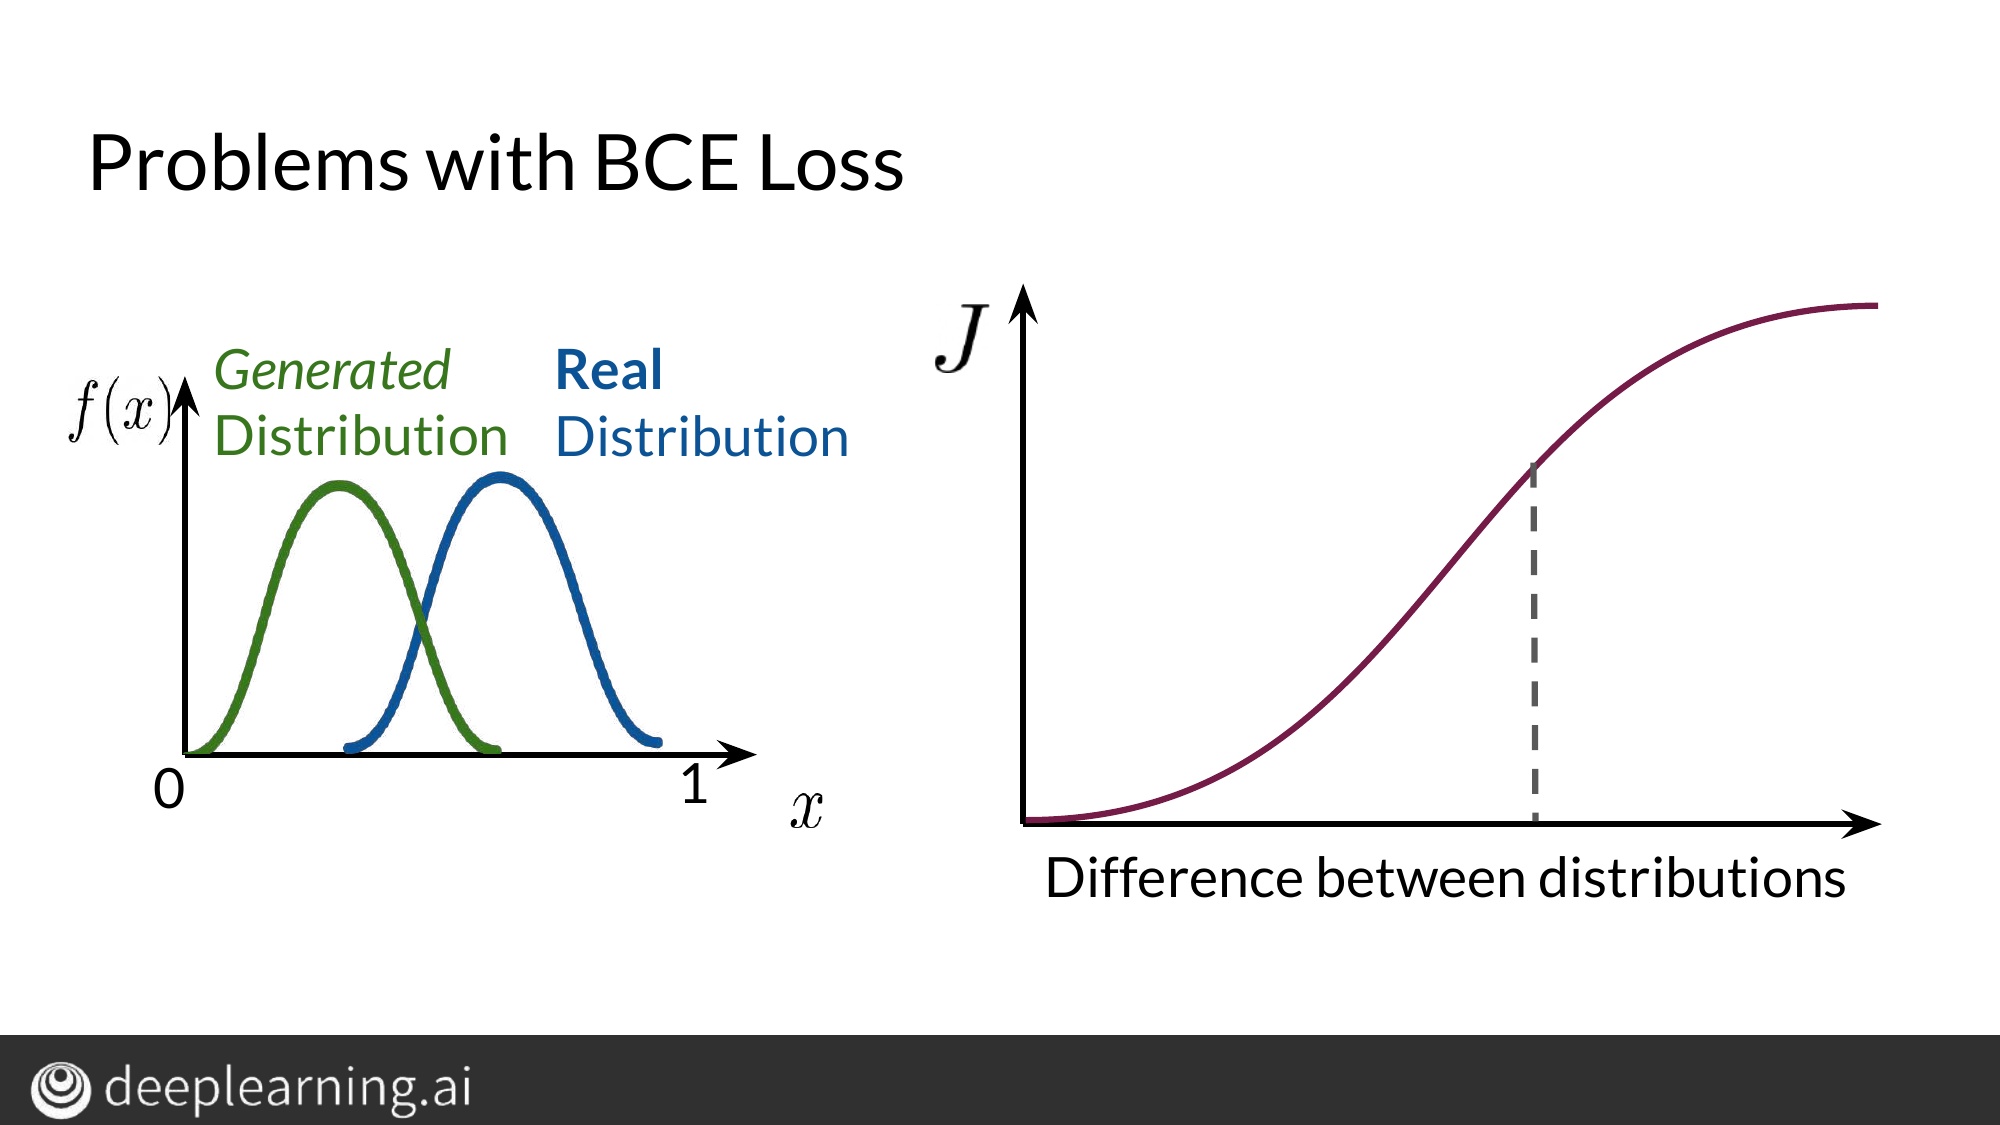 Problems with BCE Loss
f(x)
Generated
Distribution
Real
Distribution
0
1
x
J
Difference between distributions
deeplearning.ai